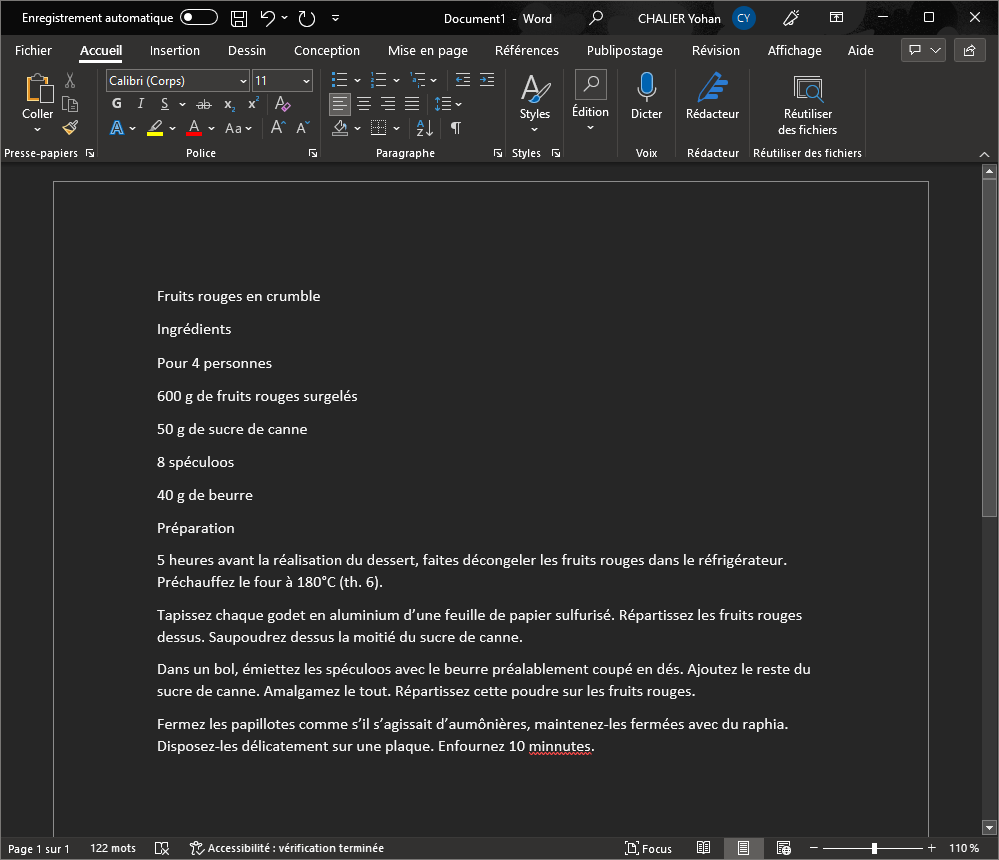 Enregistrement automatique
Document1 - Word
CHALIER Yohan
CY
Fichier Accueil Insertion Dessin Conception Mise en page Références Publipostage Révision Affichage Aide
Calibri (Corps) 11
G I S ab x₂ x² A
A A Aa A A
Coller
Styles
Édition
Dicter
Rédacteur
Réutiliser
des fichiers
Presse-papiers Police Paragraphe Styles Voix Rédacteur Réutiliser des fichiers
Fruits rouges en crumble
Ingrédients
Pour 4 personnes
600 g de fruits rouges surgelés
50 g de sucre de canne
8 spéculoos
40 g de beurre
Préparation
5 heures avant la réalisation du dessert, faites décongeler les fruits rouges dans le réfrigérateur.
Préchauffez le four à 180°C (th. 6).
Tapissez chaque godet en aluminium d’une feuille de papier sulfurisé. Répartissez les fruits rouges
dessus. Saupoudrez dessus la moitié du sucre de canne.
Dans un bol, émiettez les spéculoos avec le beurre préalablement coupé en dés. Ajoutez le reste du
sucre de canne. Amalgamez le tout. Répartissez cette poudre sur les fruits rouges.
Fermez les papillotes comme s’il s’agissait d’aumônières, maintenez-les fermées avec du raphia.
Disposez-les délicatement sur une plaque. Enfournez 10 minnutes.
Page 1 sur 1 122 mots Accessibilité : vérification terminée Focus 110 %